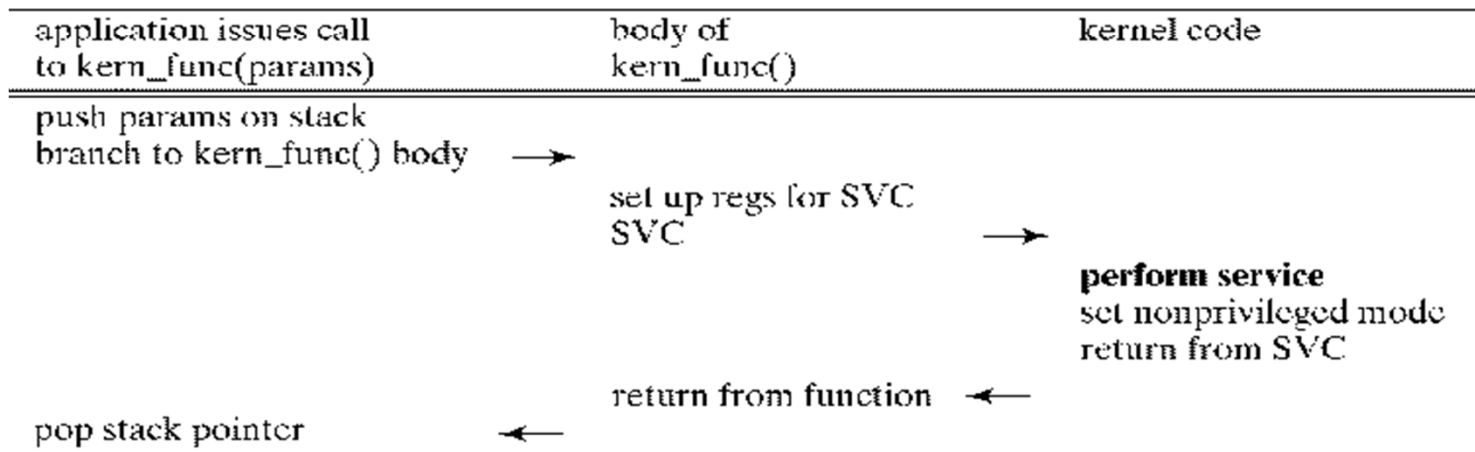 application issues call
to kern_func(params)
body of
kern_func()
kernel code
push params on stack
branch to kern_func() body
set up regs for SVC
SVC
perform service
set nonprivileged mode
return from SVC
return from function
pop stack pointer